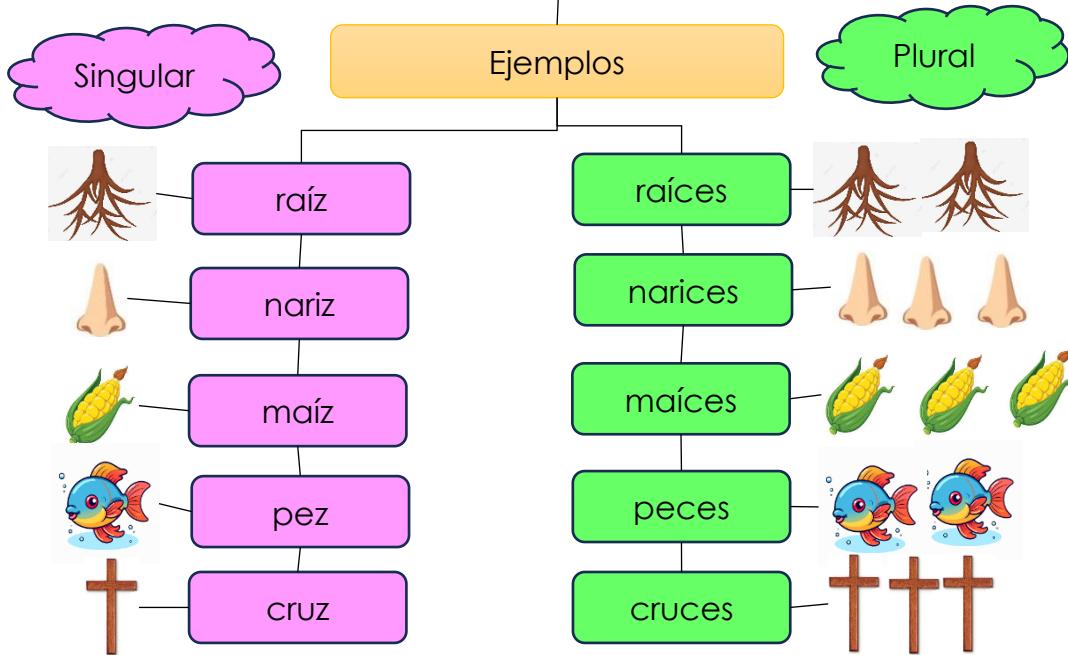 Singular
Ejemplos
Plural
raíz
raíces
nariz
narices
maíz
maíces
pez
peces
cruz
cruces